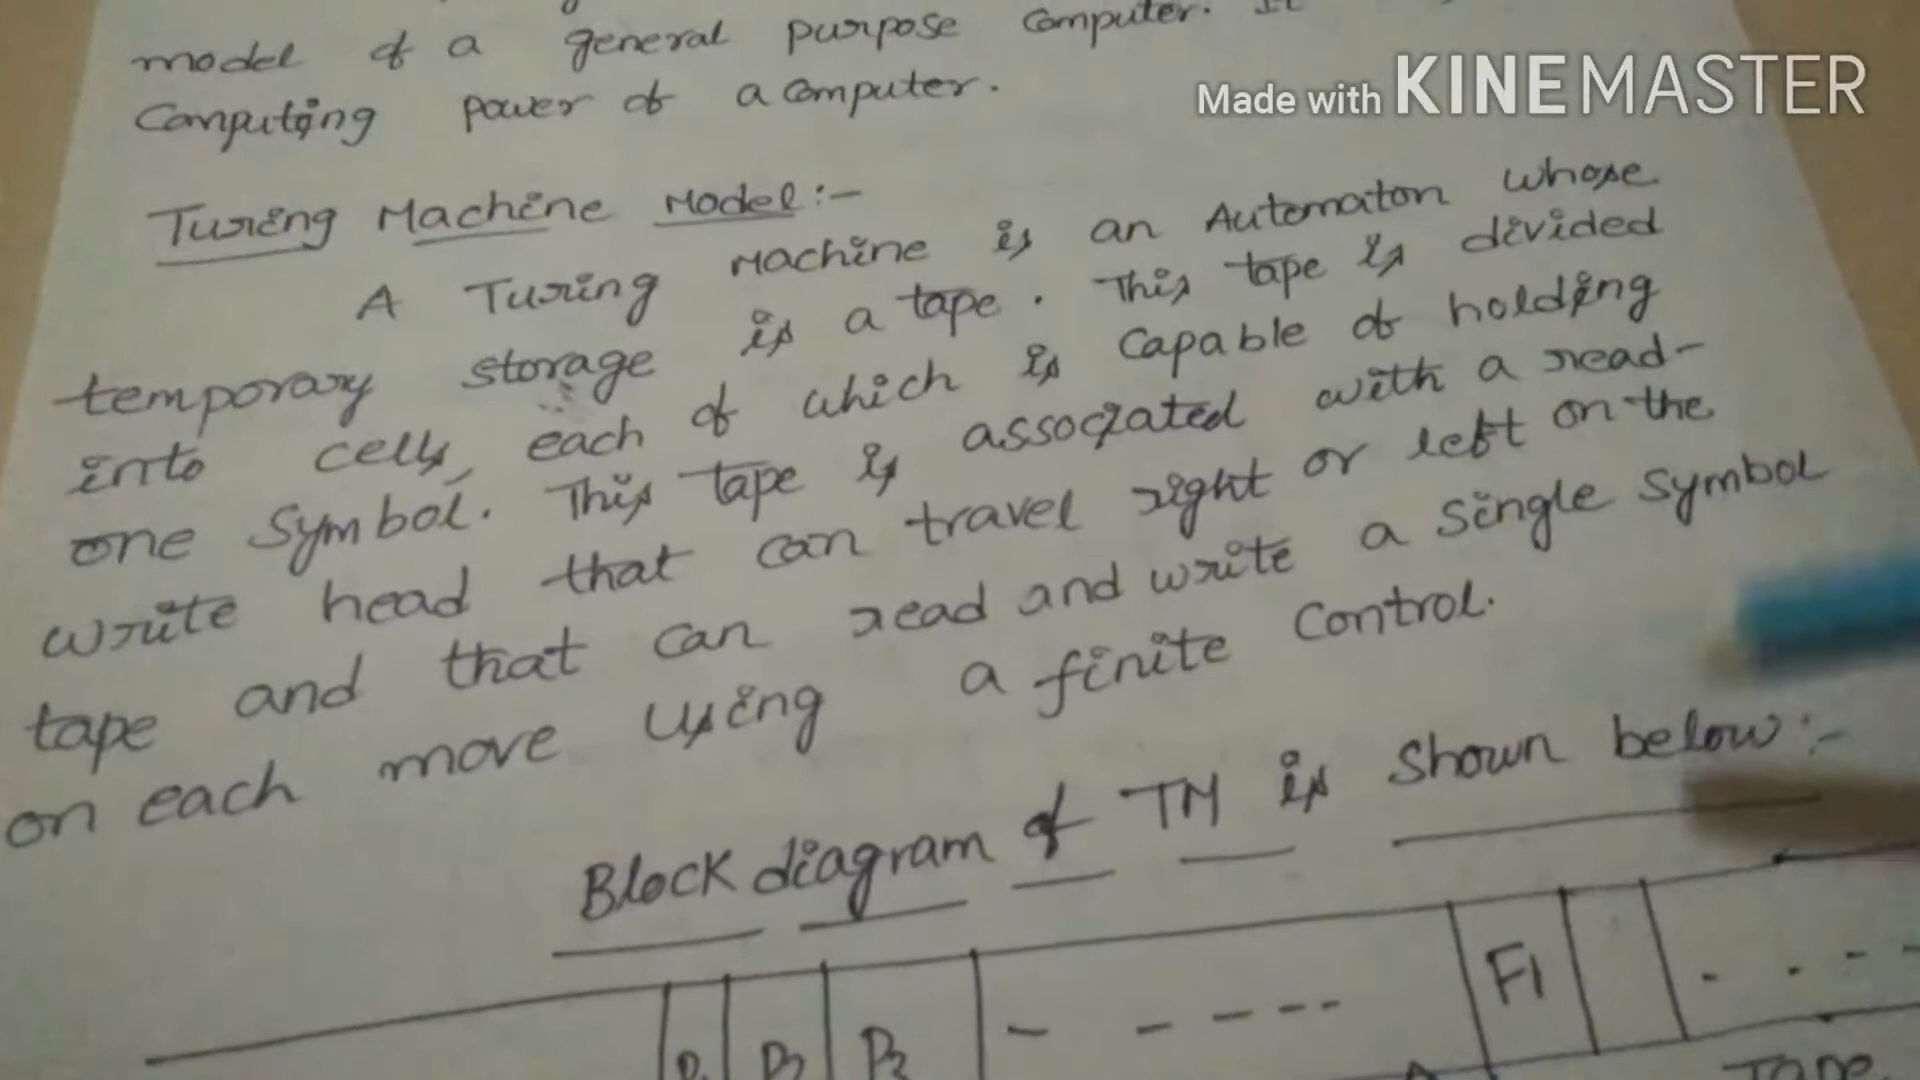 model of a general purpose computer. It
Computing power of a computer.
Made with KINEMASTER
Turing Machine Model:-
A Turing Machine is an Automaton whose
temporary storage is a tape. This tape is divided
into cells, each of which is capable of holding
one symbol. This tape is associated with a read-
write head that can travel right or left on the
tape and that can read and write a single symbol
on each move using a finite control.
Block diagram of TM is shown below:-
F1
P2
Tape